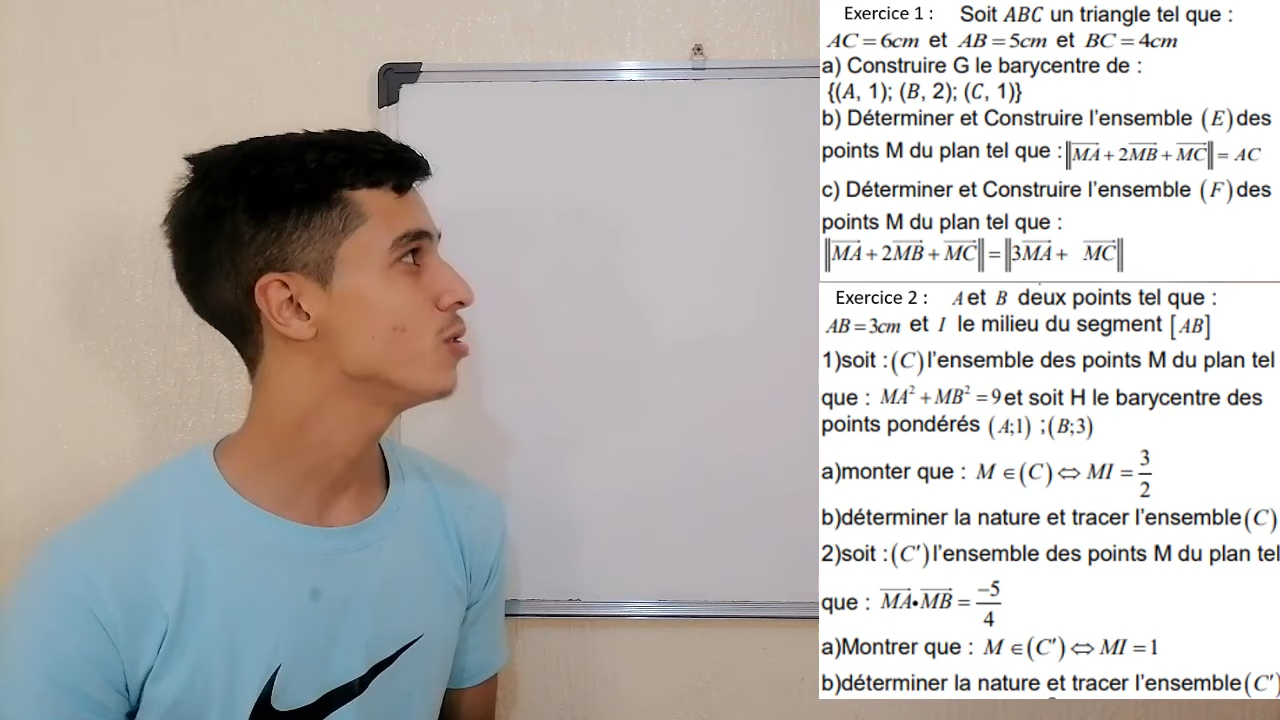 Exercice 1 : Soit ABC un triangle tel que :
AC = 6cm et AB = 5cm et BC = 4cm
a) Construire G le barycentre de :
{(A, 1); (B, 2); (C, 1)}
b) Déterminer et Construire l'ensemble (E) des
points M du plan tel que : ‖MA⃗ + 2MB⃗ + MC⃗‖ = AC
c) Déterminer et Construire l'ensemble (F) des
points M du plan tel que :
‖MA⃗ + 2MB⃗ + MC⃗‖ = ‖3MA⃗ + MC⃗‖
Exercice 2 : A et B deux points tel que :
AB = 3cm et I le milieu du segment [AB]
1)soit : (C) l'ensemble des points M du plan tel
que : MA² + MB² = 9 et soit H le barycentre des
points pondérés (A;1) ;(B;3)
a)monter que : M ∈ (C) ⇔ MI = 3/2
b)déterminer la nature et tracer l'ensemble (C)
2)soit : (C′) l'ensemble des points M du plan tel
que : MA⃗•MB⃗ = -5/4
a)Montrer que : M ∈ (C′) ⇔ MI = 1
b)déterminer la nature et tracer l'ensemble (C′)